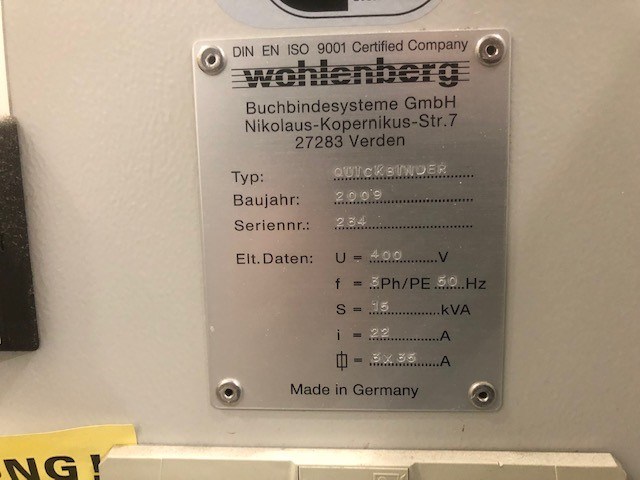 DIN EN ISO 9001 Certified Company
wohlenberg
Buchbindesysteme GmbH
Nikolaus-Kopernikus-Str.7
27283 Verden
Typ: QUICKBINDER
Baujahr: 2009
Seriennr.: 234
Elt.Daten: U = 400 V
f = 3Ph/PE 50 Hz
S = 15 kVA
i = 22 A
= 3X35 A
Made in Germany
NG!